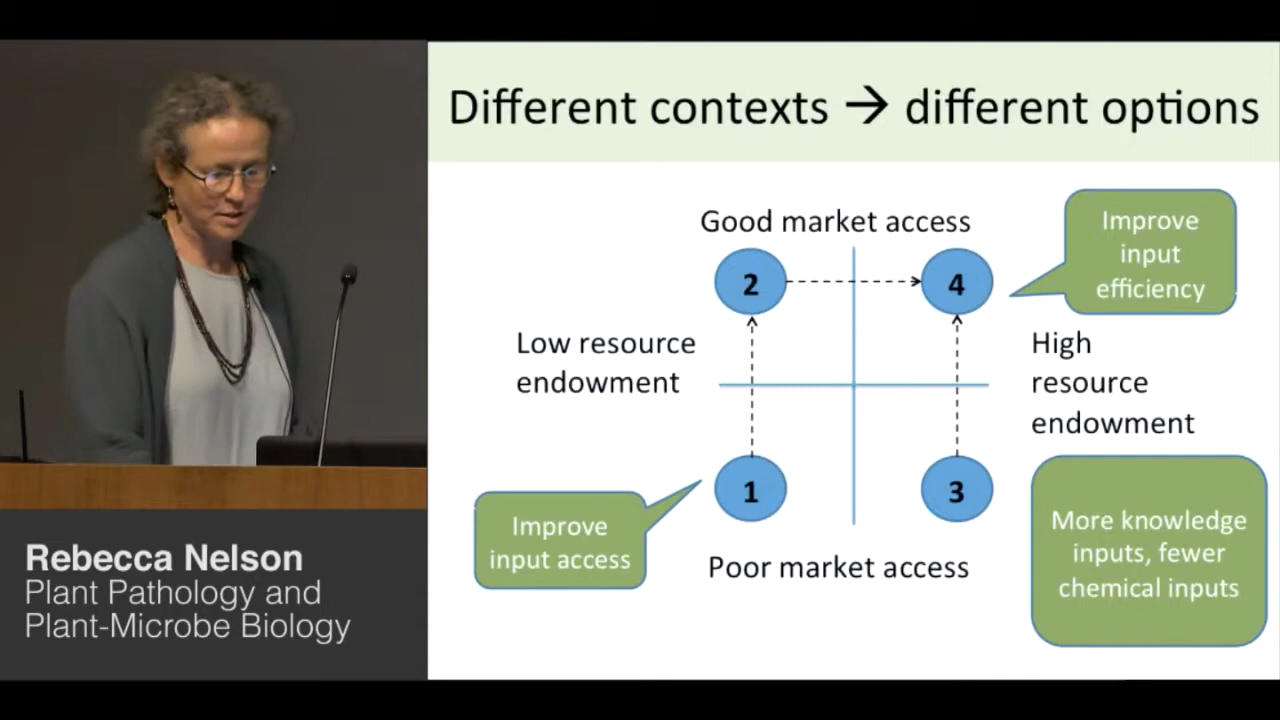 Different contexts → different options
Good market access
Improve
input
efficiency
2
4
Low resource
endowment
High
resource
endowment
1
3
Improve
input access
More knowledge
inputs, fewer
chemical inputs
Poor market access
Rebecca Nelson
Plant Pathology and
Plant-Microbe Biology